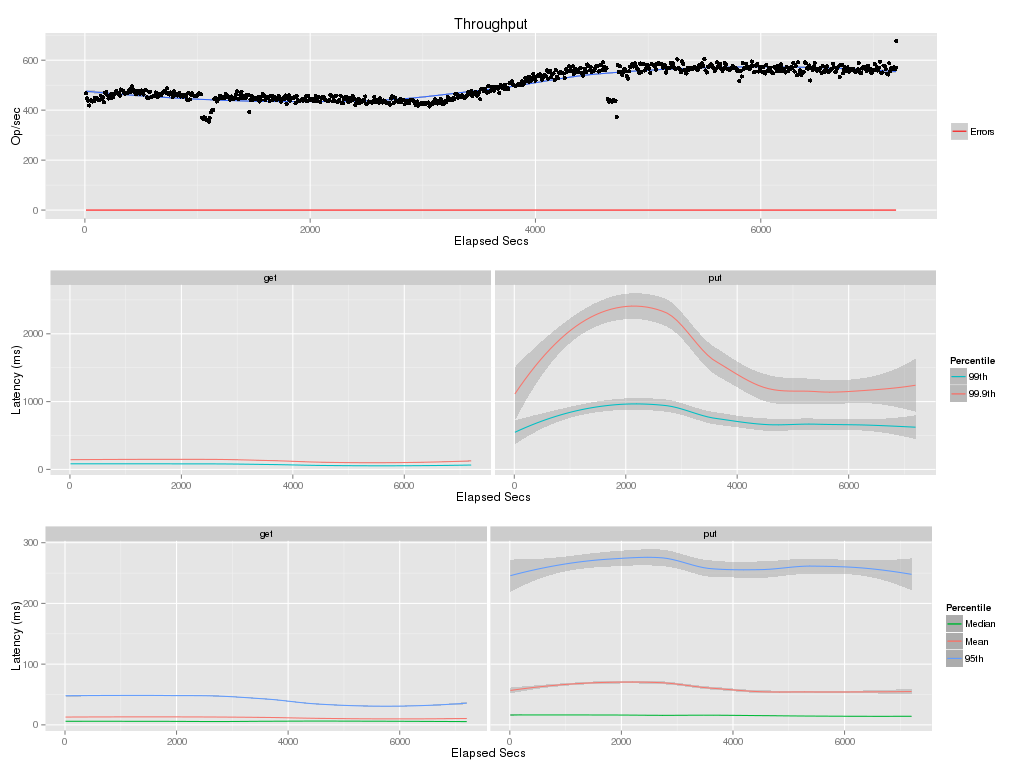 Throughput
Op/sec
600
400
200
0
0 2000 4000 6000
Elapsed Secs
Errors
get put
Latency (ms)
2000
1000
0
0 2000 4000 6000 0 2000 4000 6000
Elapsed Secs
Percentile
99th
99.9th
get put
Latency (ms)
300
200
100
0
0 2000 4000 6000 0 2000 4000 6000
Elapsed Secs
Percentile
Median
Mean
95th